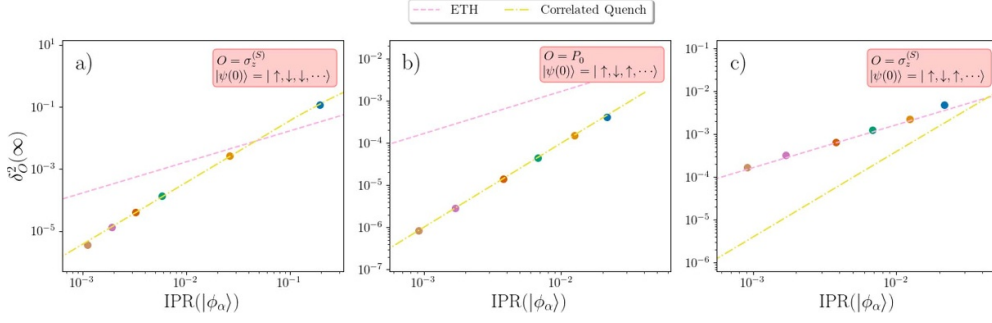 ETH Correlated Quench
a)
O = σ_z^{(S)}
|ψ(0)⟩ = | ↑, ↓, ↓, ⋯⟩
10^1
10^{-1}
10^{-3}
10^{-5}
δ_O^2(∞)
10^{-3} 10^{-2} 10^{-1}
IPR(|ϕ_α⟩)
b)
O = P_0
|ψ(0)⟩ = | ↑, ↓, ↑, ⋯⟩
10^{-2}
10^{-3}
10^{-4}
10^{-5}
10^{-6}
10^{-7}
10^{-3} 10^{-2}
IPR(|ϕ_α⟩)
c)
O = σ_z^{(S)}
|ψ(0)⟩ = | ↑, ↓, ↑, ⋯⟩
10^{-1}
10^{-2}
10^{-3}
10^{-4}
10^{-5}
10^{-6}
10^{-3} 10^{-2}
IPR(|ϕ_α⟩)